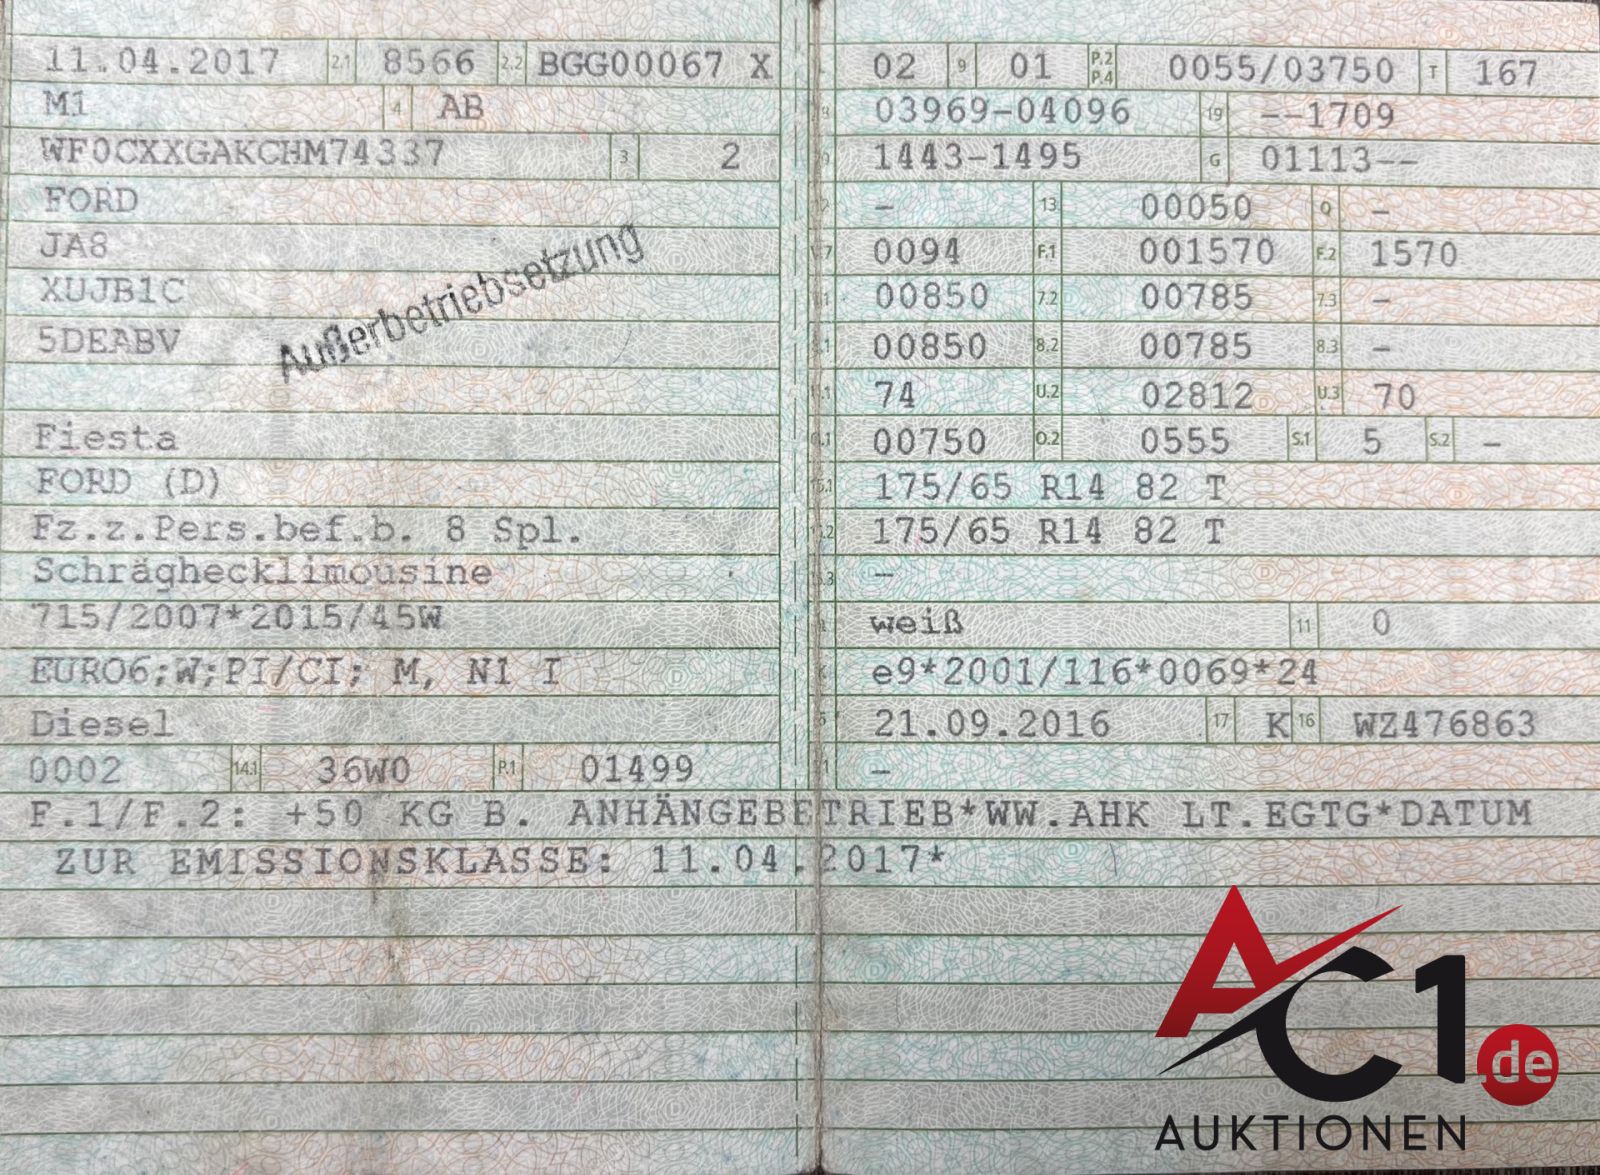 11.04.2017 2.1 8566 2.2 BGG00067 X
M1 4 AB
WF0CXXGAKCHM74337 3 2
FORD
JA8
XUJB1C
5DEABV
Außerbetriebsetzung
Fiesta
FORD (D)
Fz.z.Pers.bef.b. 8 Spl.
Schräghecklimousine
715/2007*2015/45W
EURO6;W;PI/CI; M, N1 I
Diesel
0002 14.1 36W0 P.1 01499
02 9 01 P.2 P.4 0055/03750 T 167
03969-04096 19 --1709
1443-1495 G 01113--
- 13 00050 Q -
0094 F.1 001570 F.2 1570
00850 7.2 00785 7.3 -
00850 8.2 00785 8.3 -
74 U.2 02812 U.3 70
00750 O.2 0555 S.1 5 S.2 -
175/65 R14 82 T
175/65 R14 82 T
-
weiß 11 0
e9*2001/116*0069*24
21.09.2016 17 K 16 WZ476863
-
F.1/F.2: +50 KG B. ANHÄNGEBETRIEB*WW.AHK LT.EGTG*DATUM
ZUR EMISSIONSKLASSE: 11.04.2017*
AC1.de
AUKTIONEN